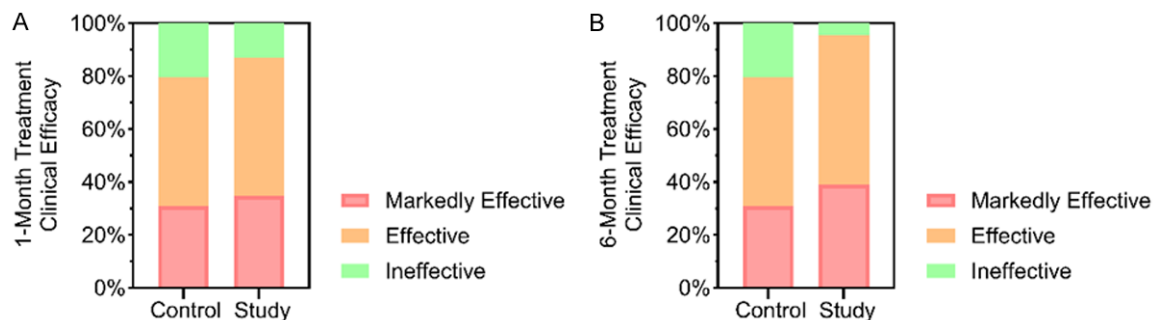 A
1-Month Treatment
Clinical Efficacy
100%
80%
60%
40%
20%
0%
Control Study
Markedly Effective
Effective
Ineffective
B
6-Month Treatment
Clinical Efficacy
100%
80%
60%
40%
20%
0%
Control Study
Markedly Effective
Effective
Ineffective